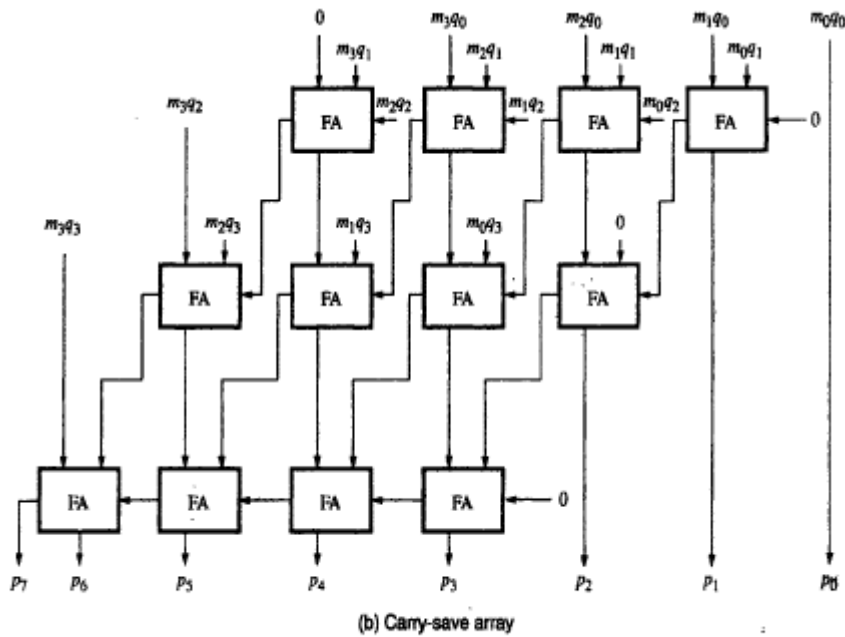 0 m₃q₀ m₂q₀ m₁q₀ m₀q₀
m₃q₁ m₂q₁ m₁q₁ m₀q₁
m₃q₂ FA m₂q₂ FA m₁q₂ FA m₀q₂ FA 0
m₃q₃ m₂q₃ m₁q₃ m₀q₃ 0
FA FA FA FA
FA FA FA FA 0
p₇ p₆ p₅ p₄ p₃ p₂ p₁ p₀
(b) Carry-save array